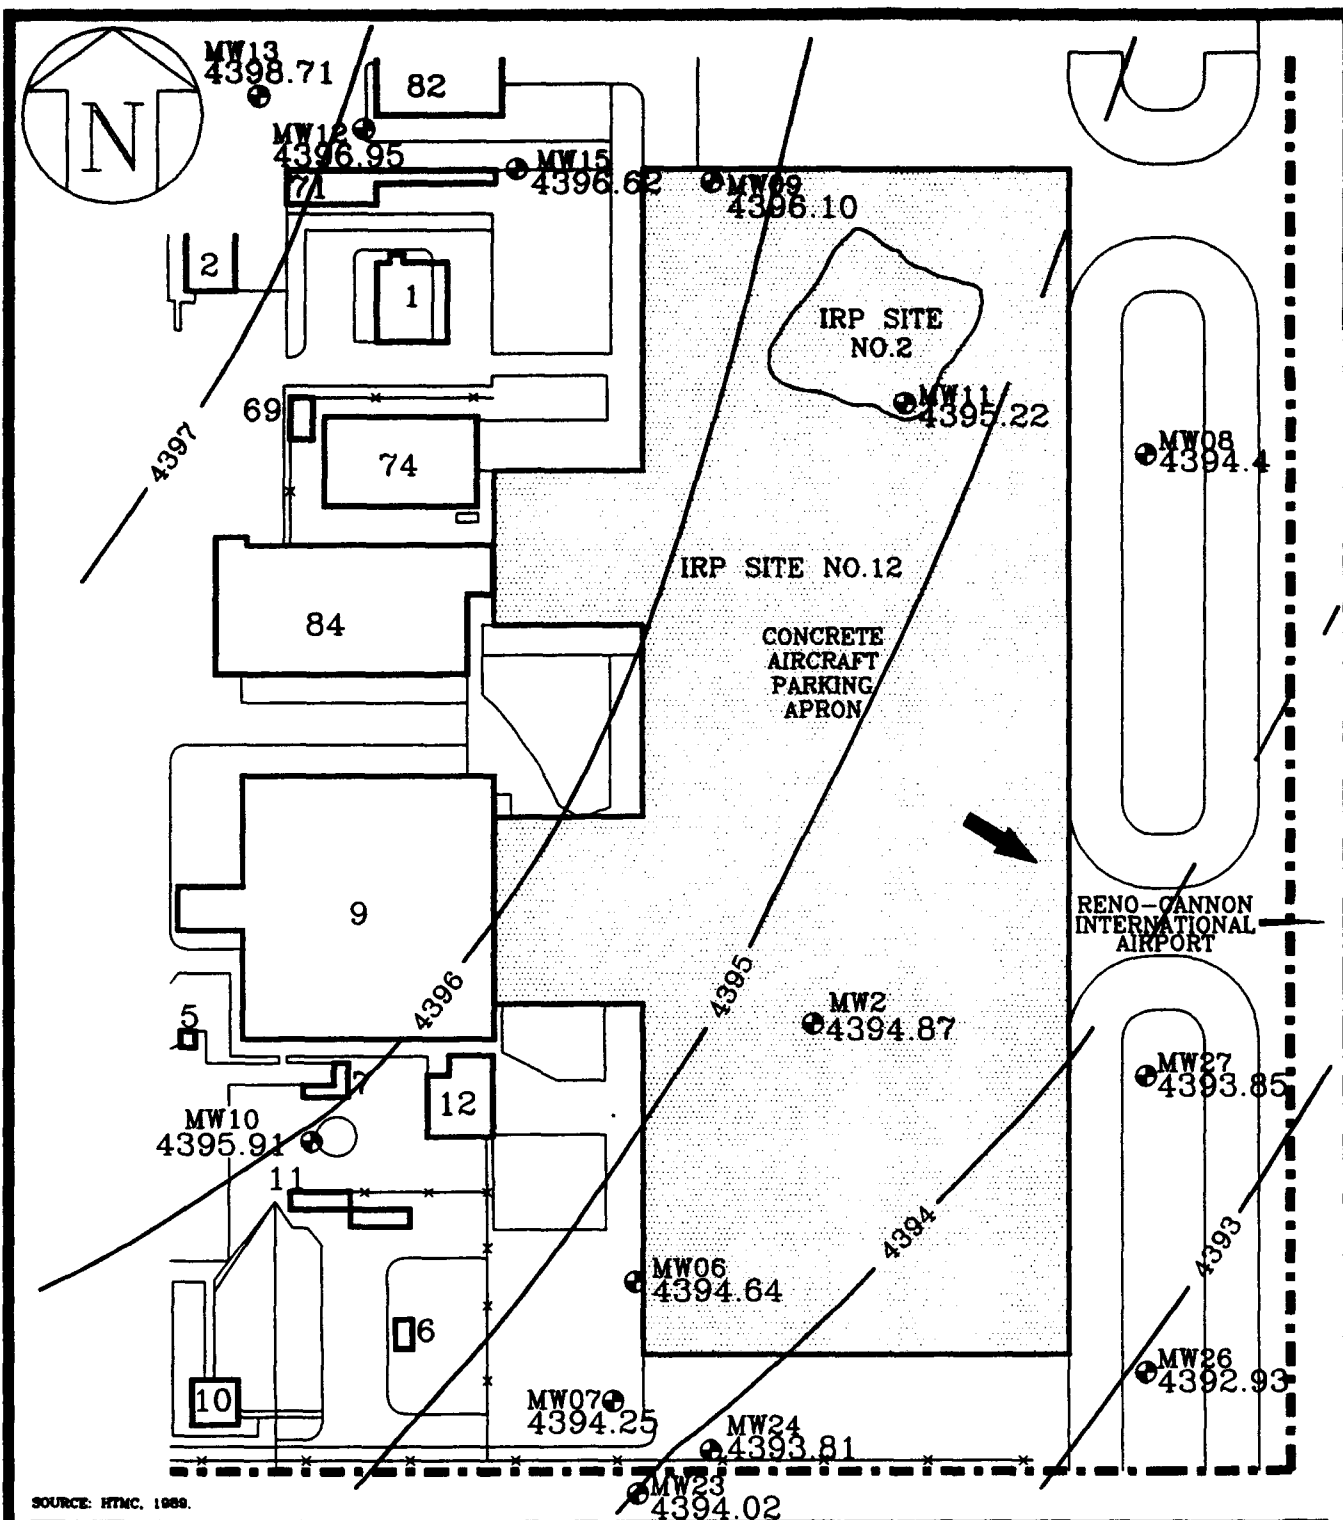 N
MW13
4398.71
82
MW12
4396.95
MW15
4396.62
MW09
4396.10
71
2
1
IRP SITE
NO.2
MW11
4395.22
69
74
MW08
4394.4
4397
IRP SITE NO.12
84
CONCRETE
AIRCRAFT
PARKING
APRON
9
RENO-CANNON
INTERNATIONAL
AIRPORT
4396
4395
MW2
4394.87
5
7
12
MW27
4393.85
MW10
4395.91
11
4394
4393
MW06
4394.64
6
MW26
4392.93
10
MW07
4394.25
MW24
4393.81
MW23
4394.02
SOURCE: HTMC, 1989.